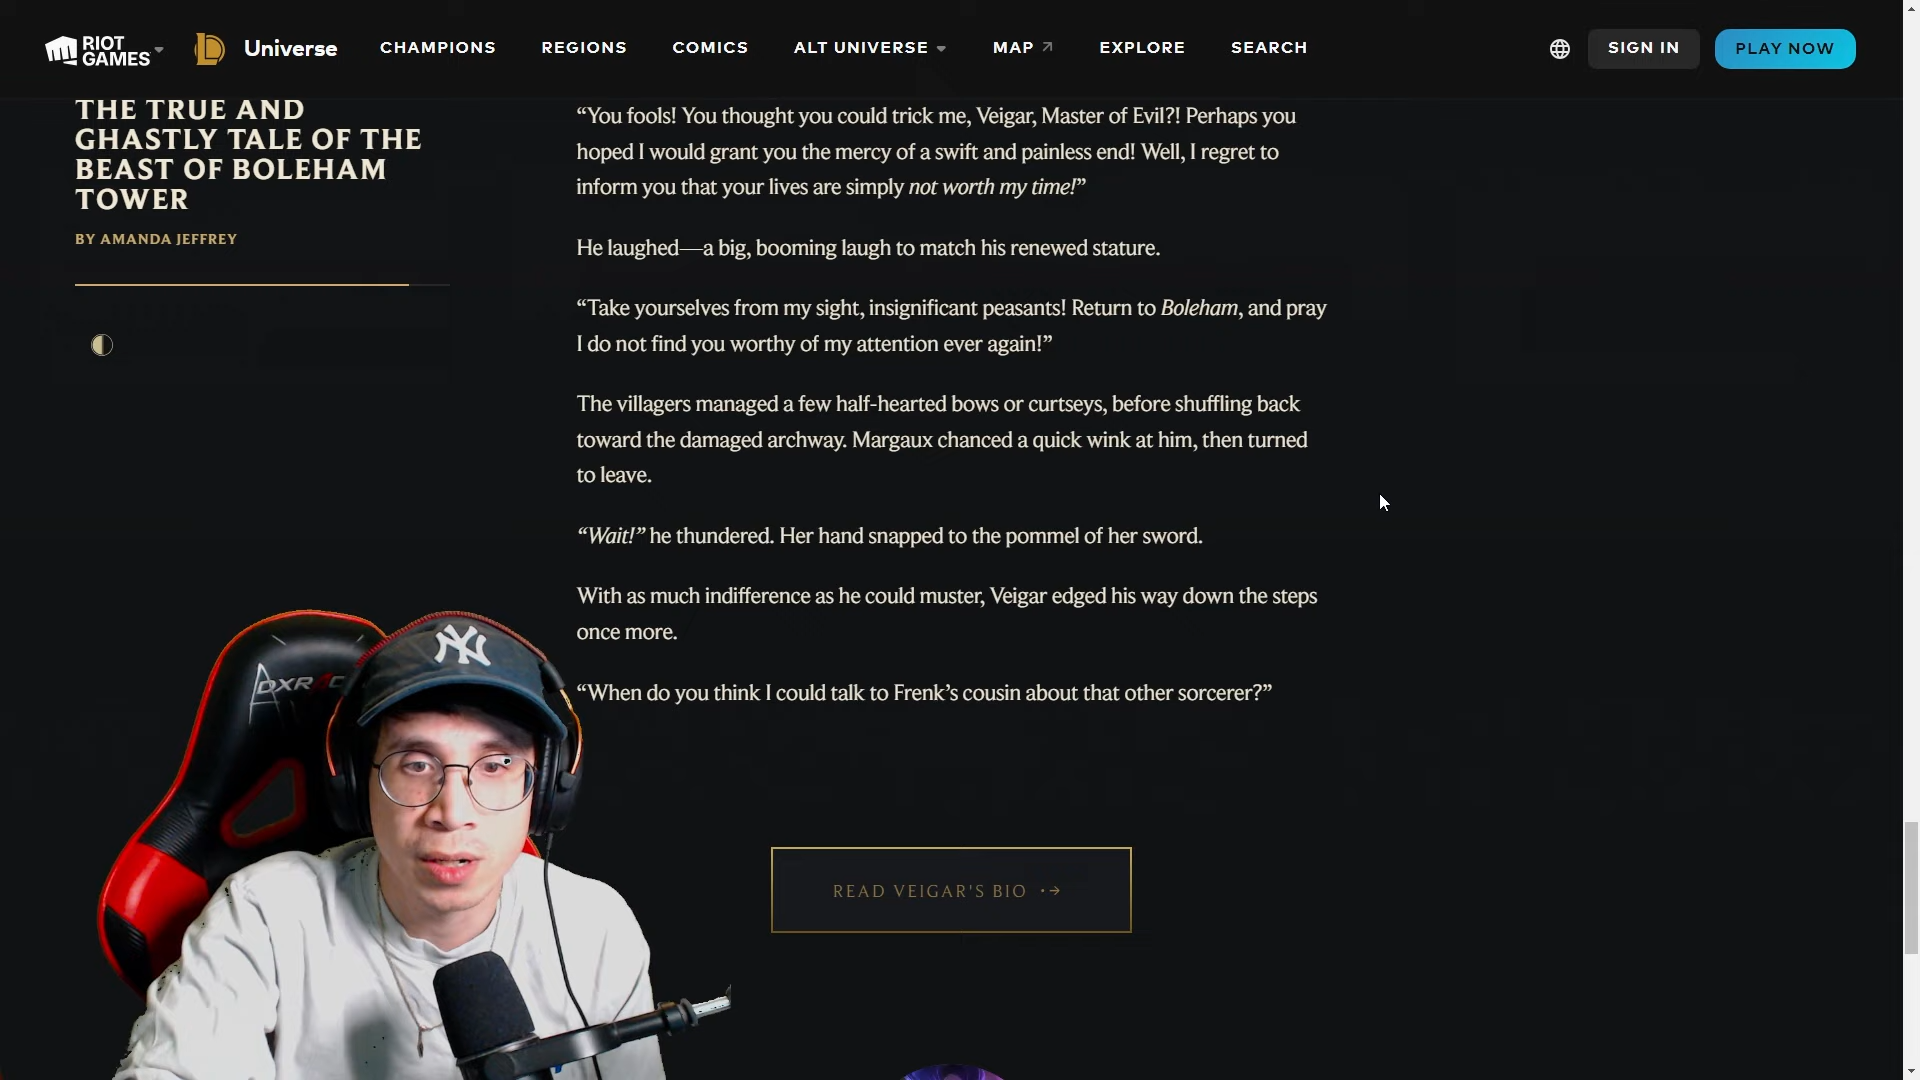 RIOT GAMES
Universe
CHAMPIONS
REGIONS
COMICS
ALT UNIVERSE
MAP
EXPLORE
SEARCH
SIGN IN
PLAY NOW
THE TRUE AND
GHASTLY TALE OF THE
BEAST OF BOLEHAM
TOWER
BY AMANDA JEFFREY
“You fools! You thought you could trick me, Veigar, Master of Evil?! Perhaps you
hoped I would grant you the mercy of a swift and painless end! Well, I regret to
inform you that your lives are simply not worth my time!”
He laughed—a big, booming laugh to match his renewed stature.
“Take yourselves from my sight, insignificant peasants! Return to Boleham, and pray
I do not find you worthy of my attention ever again!”
The villagers managed a few half-hearted bows or curtseys, before shuffling back
toward the damaged archway. Margaux chanced a quick wink at him, then turned
to leave.
“Wait!” he thundered. Her hand snapped to the pommel of her sword.
With as much indifference as he could muster, Veigar edged his way down the steps
once more.
“When do you think I could talk to Frenk’s cousin about that other sorcerer?”
READ VEIGAR'S BIO
NY